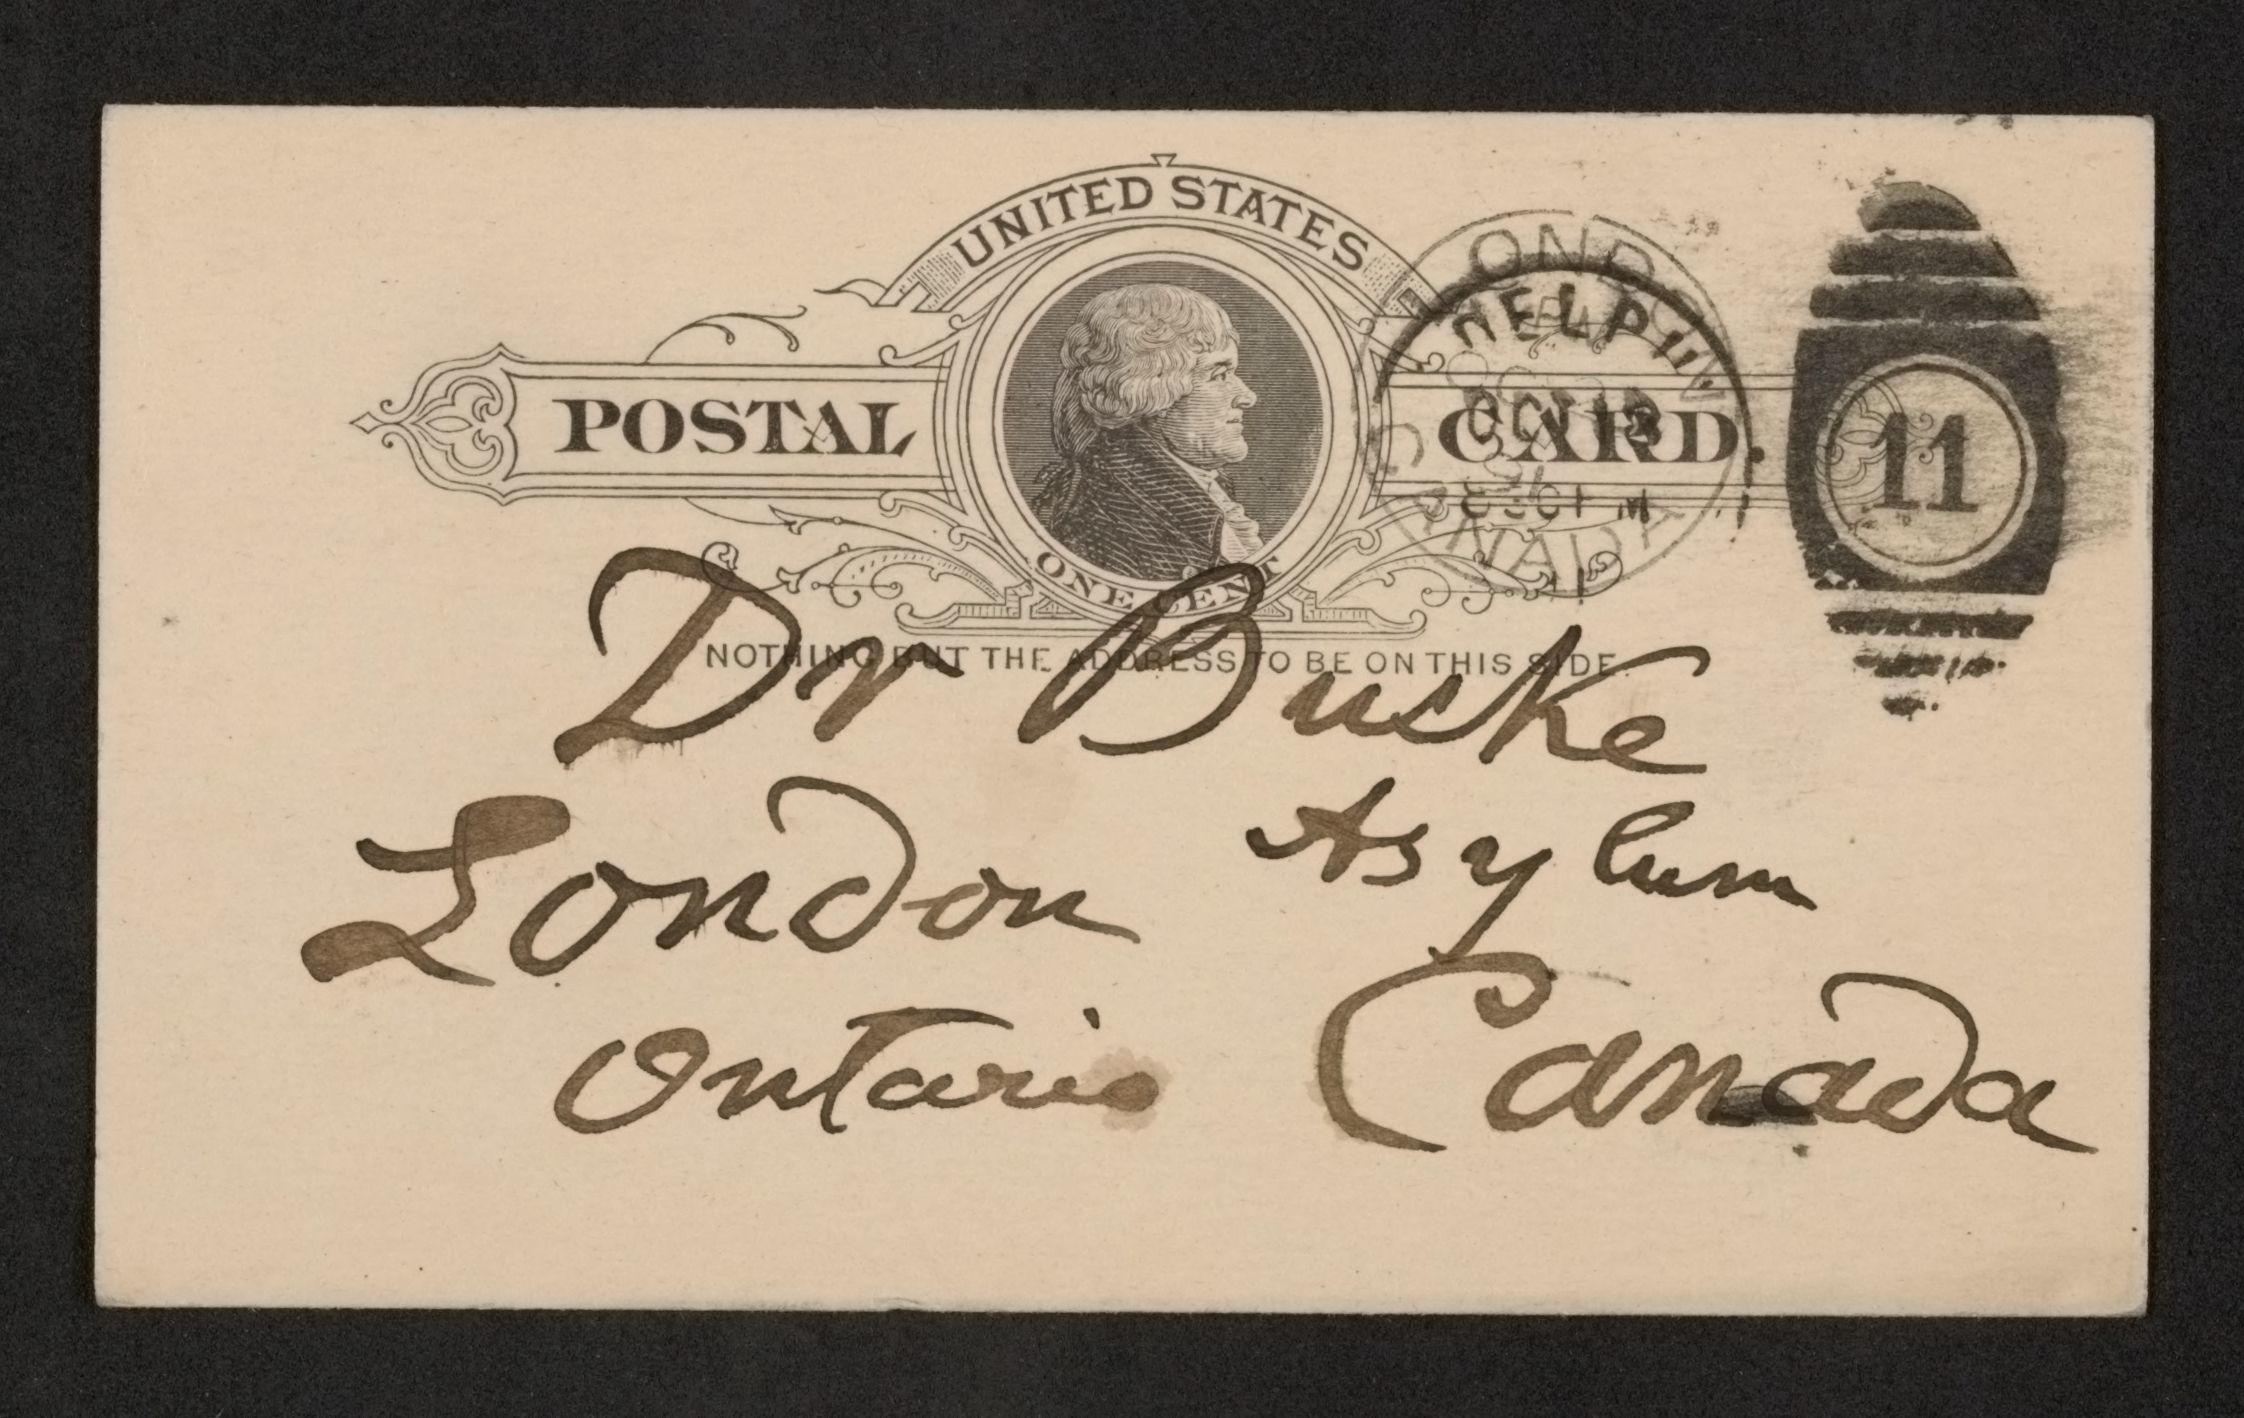 UNITED STATES
POSTAL CARD.
ONE CENT
NOTHING BUT THE ADDRESS TO BE ON THIS SIDE.
11
Dr Bucke
Asylum
London
Ontario Canada